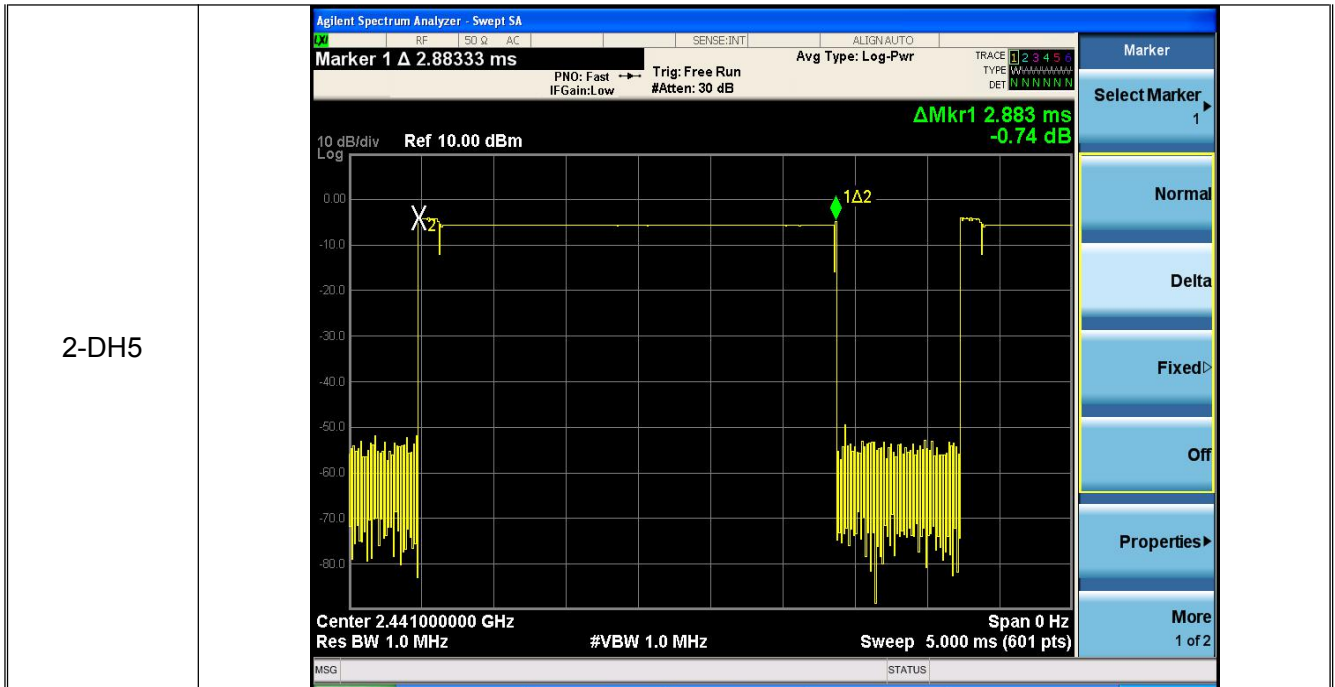 2-DH5
Agilent Spectrum Analyzer - Swept SA
LXI RF 50 Ω AC SENSE:INT ALIGN AUTO
Marker 1 Δ 2.88333 ms
PNO: Fast
IFGain:Low
Trig: Free Run
#Atten: 30 dB
Avg Type: Log-Pwr
TRACE 1 2 3 4 5 6
TYPE W
DET N N N N N N
ΔMkr1 2.883 ms
-0.74 dB
10 dB/div Ref 10.00 dBm
Log
0.00
-10.0
-20.0
-30.0
-40.0
-50.0
-60.0
-70.0
-80.0
X2
1Δ2
Center 2.441000000 GHz Span 0 Hz
Res BW 1.0 MHz #VBW 1.0 MHz Sweep 5.000 ms (601 pts)
MSG STATUS
Marker
Select Marker
1
Normal
Delta
Fixed
Off
Properties
More
1 of 2